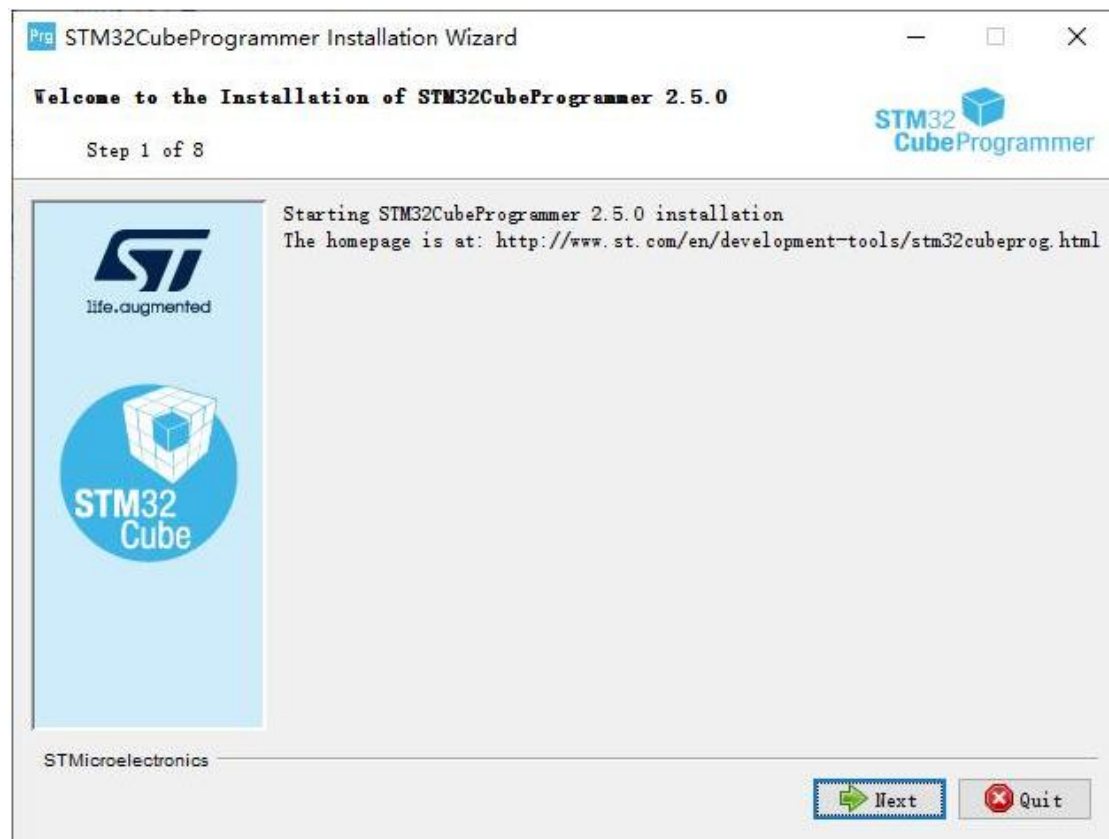 Prg STM32CubeProgrammer Installation Wizard
Welcome to the Installation of STM32CubeProgrammer 2.5.0
Step 1 of 8
STM32
CubeProgrammer
Starting STM32CubeProgrammer 2.5.0 installation
The homepage is at: http://www.st.com/en/development-tools/stm32cubeprog.html
ST
life.augmented
STM32
Cube
STMicroelectronics
Next
Quit